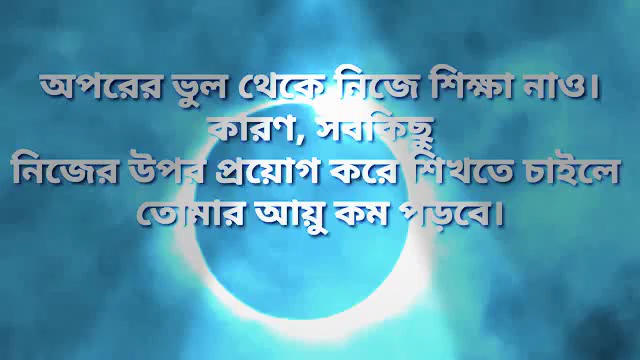 অপরের ভুল থেকে নিজে শিক্ষা নাও।
কারণ, সবকিছু
নিজের উপর প্রয়োগ করে শিখতে চাইলে
তোমার আয়ু কম পড়বে।